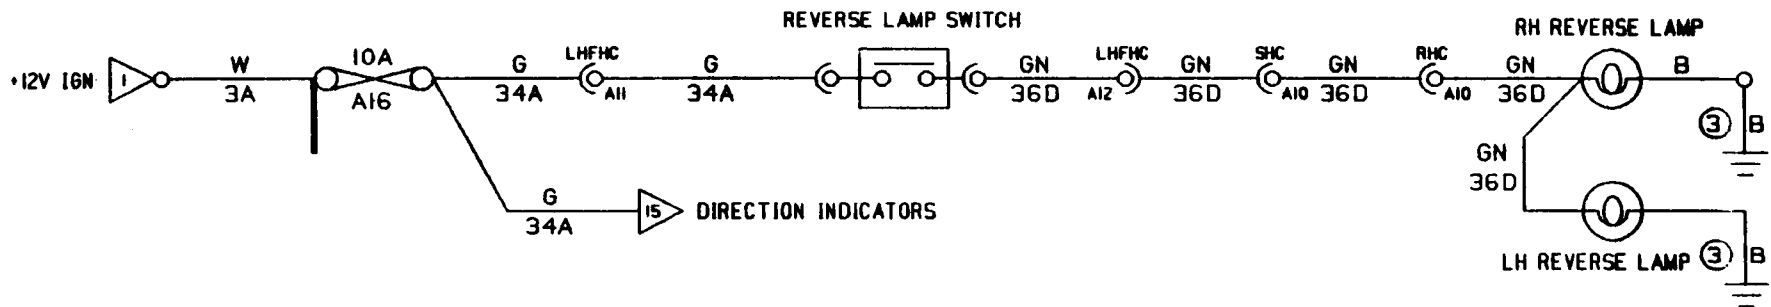 REVERSE LAMP SWITCH
RH REVERSE LAMP
+12V IGN
1
W
3A
10A
A16
G
34A
LHFHC
A11
G
34A
GN
36D
LHFHC
A12
GN
36D
SHC
A10
GN
36D
RHC
A10
GN
36D
B
3
B
GN
36D
G
34A
15
DIRECTION INDICATORS
LH REVERSE LAMP
3
B